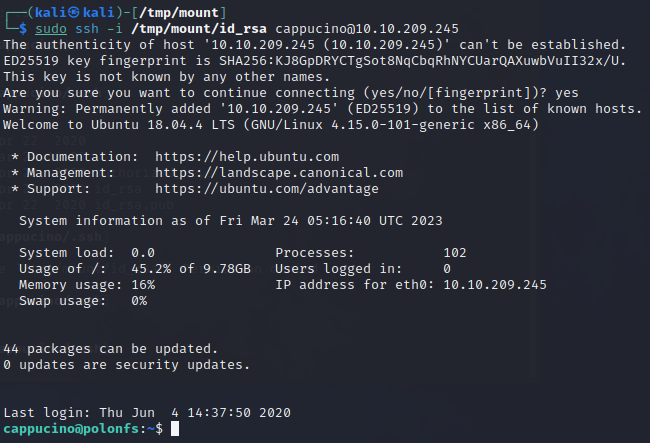 ┌──(kali㉿kali)-[/tmp/mount]
└─$ sudo ssh -i /tmp/mount/id_rsa cappucino@10.10.209.245
The authenticity of host '10.10.209.245 (10.10.209.245)' can't be established.
ED25519 key fingerprint is SHA256:KJ8GpDRYCTgSot8NqCbqRhNYCUarQAXuwbVuII32x/U.
This key is not known by any other names.
Are you sure you want to continue connecting (yes/no/[fingerprint])? yes
Warning: Permanently added '10.10.209.245' (ED25519) to the list of known hosts.
Welcome to Ubuntu 18.04.4 LTS (GNU/Linux 4.15.0-101-generic x86_64)
* Documentation:  https://help.ubuntu.com
* Management:     https://landscape.canonical.com
* Support:        https://ubuntu.com/advantage
System information as of Fri Mar 24 05:16:40 UTC 2023
System load:  0.0               Processes:           102
Usage of /:   45.2% of 9.78GB   Users logged in:     0
Memory usage: 16%               IP address for eth0: 10.10.209.245
Swap usage:   0%
44 packages can be updated.
0 updates are security updates.
Last login: Thu Jun  4 14:37:50 2020
cappucino@polonfs:~$